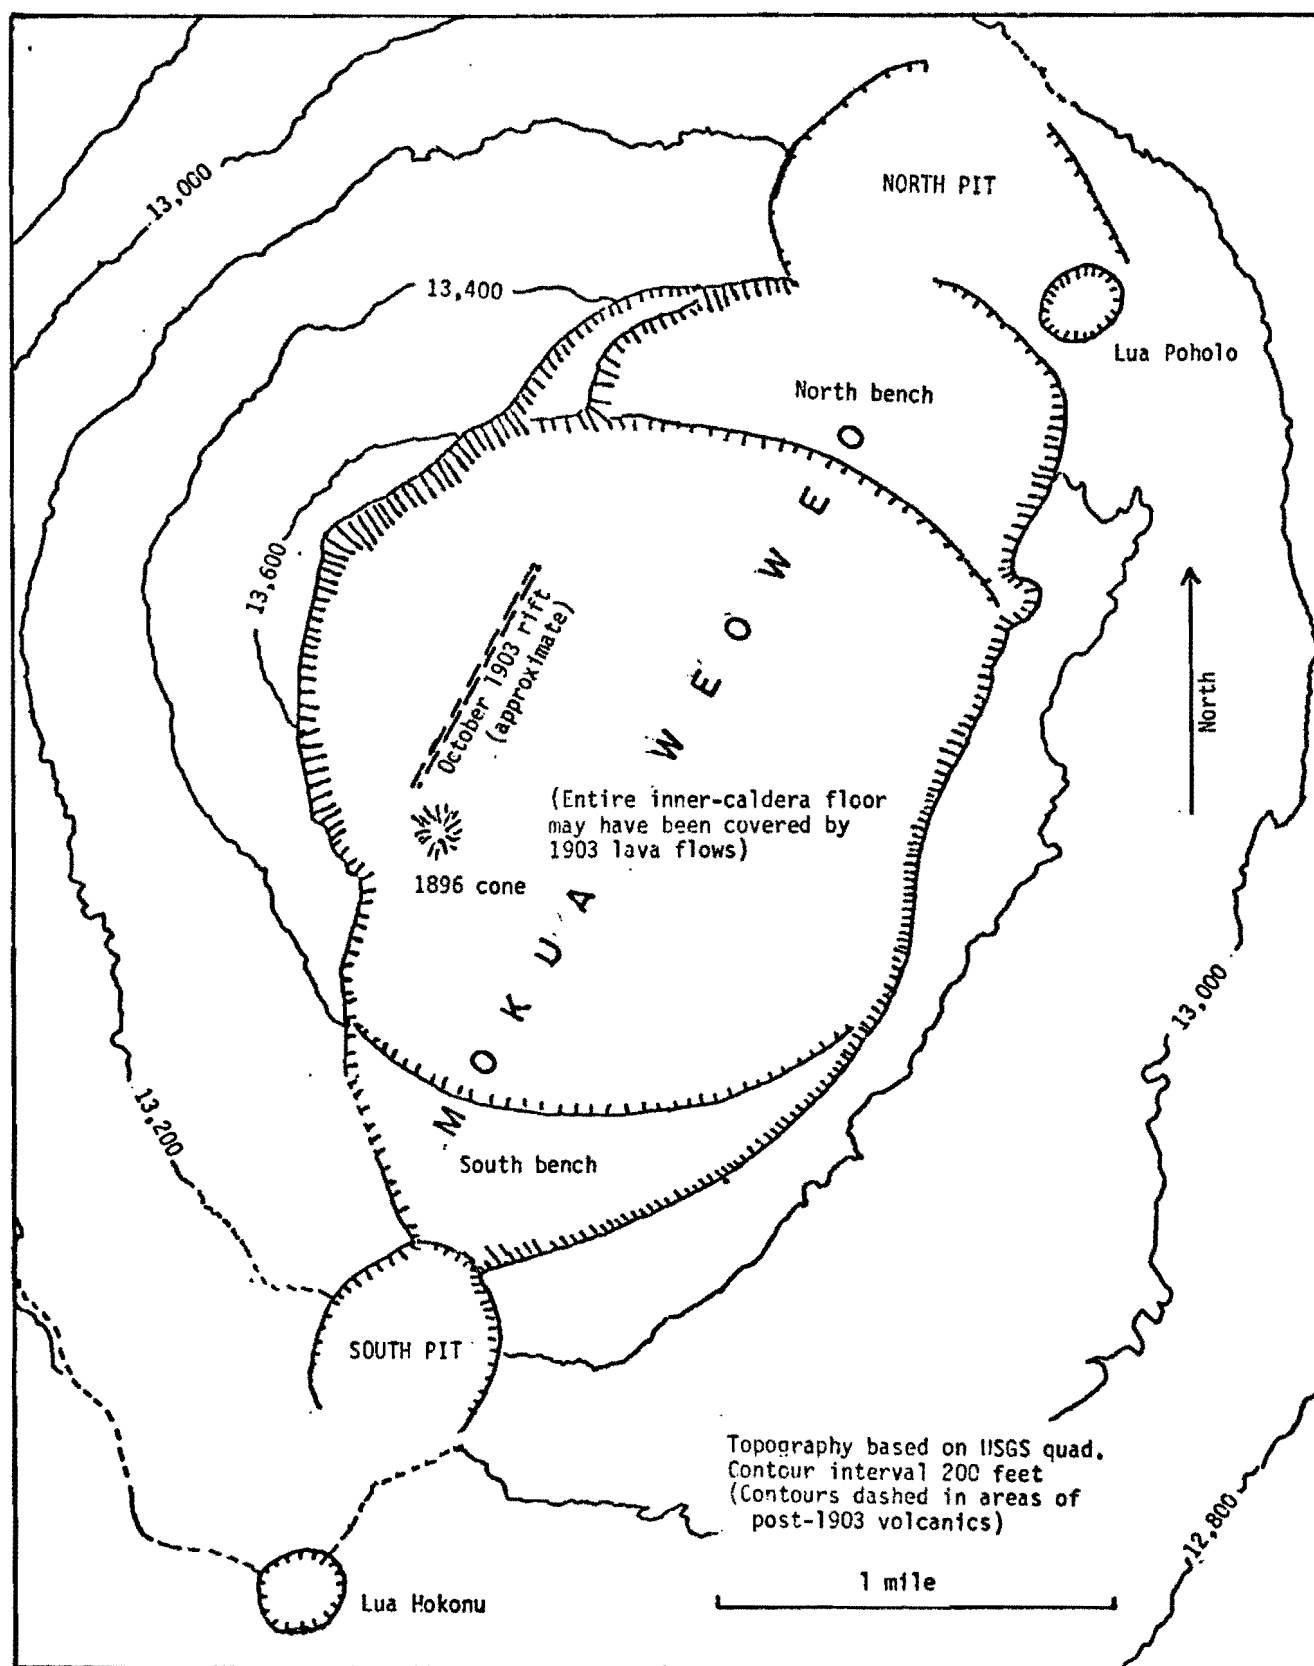 NORTH PIT
13,000
13,400
Lua Poholo
North bench
13,600
October 1903 rift
(approximate)
North
MOKUAWEOWEO
(Entire inner-caldera floor
may have been covered by
1903 lava flows)
1896 cone
13,000
13,200
South bench
SOUTH PIT
Topography based on USGS quad.
Contour interval 200 feet
(Contours dashed in areas of
post-1903 volcanics)
12,800
1 mile
Lua Hokonu